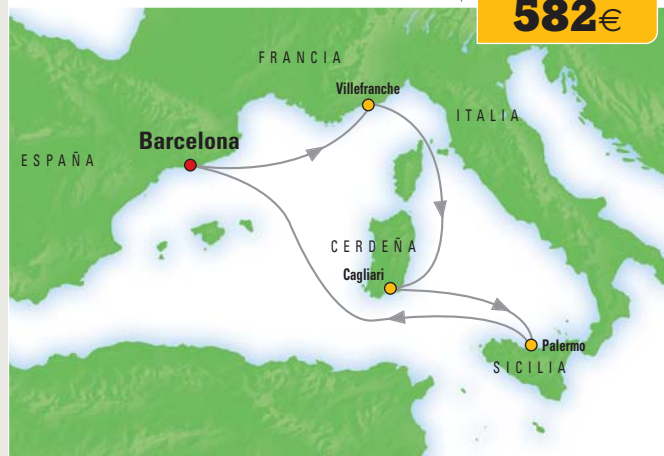 582€
FRANCIA
Villefranche
ITALIA
Barcelona
ESPAÑA
CERDEÑA
Cagliari
Palermo
SICILIA